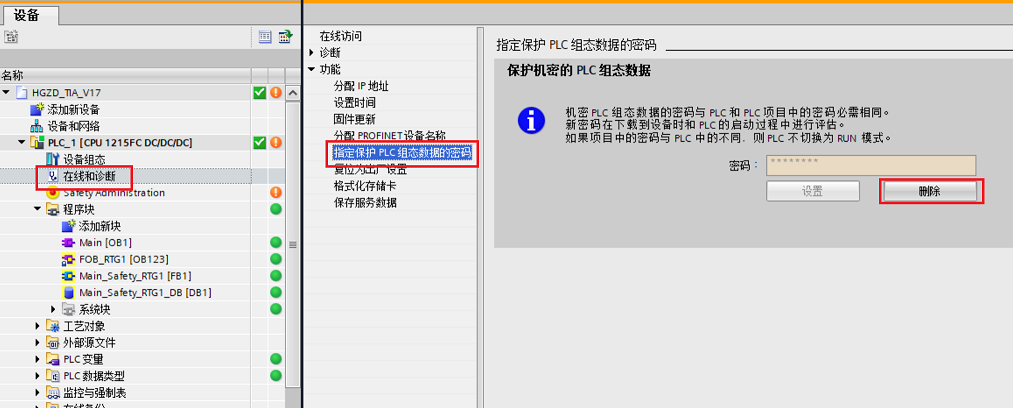 设备
名称
HGZD_TIA_V17
添加新设备
设备和网络
PLC_1 [CPU 1215FC DC/DC/DC]
设备组态
在线和诊断
Safety Administration
程序块
添加新块
Main [OB1]
FOB_RTG1 [OB123]
Main_Safety_RTG1 [FB1]
Main_Safety_RTG1_DB [DB1]
系统块
工艺对象
外部源文件
PLC 变量
PLC 数据类型
监控与强制表
在线备份
在线访问
诊断
功能
分配 IP 地址
设置时间
固件更新
分配 PROFINET 设备名称
指定保护 PLC 组态数据的密码
复位为出厂设置
格式化存储卡
保存服务数据
指定保护 PLC 组态数据的密码
保护机密的 PLC 组态数据
机密 PLC 组态数据的密码与 PLC 和 PLC 项目中的密码必需相同。
新密码在下载到设备时和 PLC 的启动过程中进行评估。
如果项目中的密码与 PLC 中的不同，则 PLC 不切换为 RUN 模式。
密码： ********
设置
删除